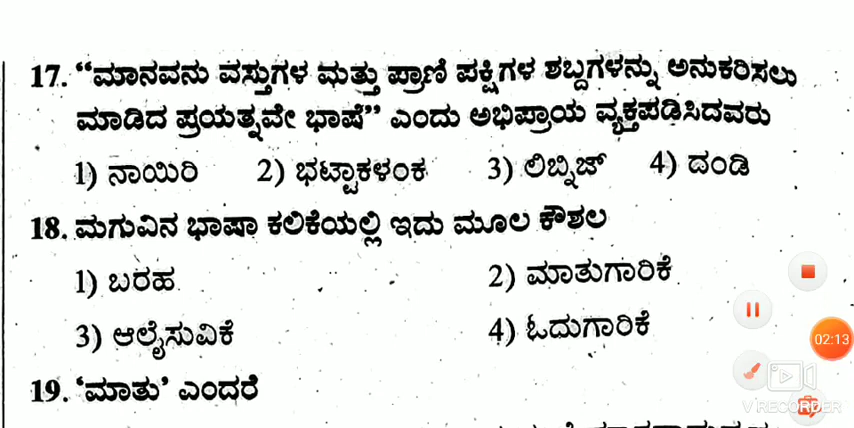 17. “ಮಾನವನು ವಸ್ತುಗಳ ಮತ್ತು ಪ್ರಾಣಿ ಪಕ್ಷಿಗಳ ಶಬ್ದಗಳನ್ನು ಅನುಕರಿಸಲು
ಮಾಡಿದ ಪ್ರಯತ್ನವೇ ಭಾಷೆ” ಎಂದು ಅಭಿಪ್ರಾಯ ವ್ಯಕ್ತಪಡಿಸಿದವರು
1) ನಾಯಿರಿ 2) ಭಟ್ಟಾಕಳಂಕ 3) ಲಿಬ್ನಿಜ್ 4) ದಂಡಿ
18. ಮಗುವಿನ ಭಾಷಾ ಕಲಿಕೆಯಲ್ಲಿ ಇದು ಮೂಲ ಕೌಶಲ
1) ಬರಹ 2) ಮಾತುಗಾರಿಕೆ
3) ಆಲೈಸುವಿಕೆ 4) ಓದುಗಾರಿಕೆ
02:13
19. ‘ಮಾತು’ ಎಂದರೆ
V RECORDER